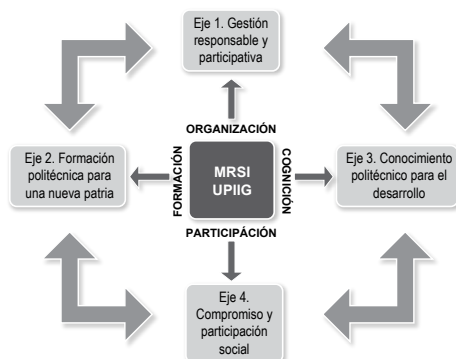 Eje 1. Gestión
responsable y
participativa
ORGANIZACIÓN
Eje 2. Formación
politécnica para
una nueva patria
FORMACIÓN
MRSI
UPIIG
COGNICIÓN
Eje 3. Conocimiento
politécnico para el
desarrollo
PARTICIPÁCIÓN
Eje 4.
Compromiso y
participación
social